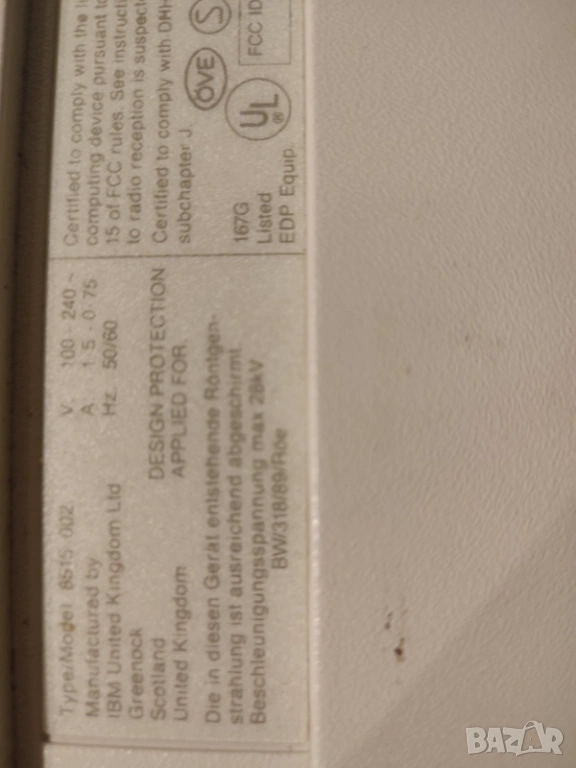 Type/Model 8515 002
Manufactured by
IBM United Kingdom Ltd
Greenock
Scotland
United Kingdom
V. 100 - 240 ~
A 1.5 - 0.75
Hz. 50/60
DESIGN PROTECTION
APPLIED FOR
Die in diesen Gerät entstehende Röntgen-
strahlung ist ausreichend abgeschirmt.
Beschleunigungsspannung max 28kV
BW/318/89/Röe
Certified to comply with the
computing device pursuant to
15 of FCC rules. See
to radio reception is
Certified to comply with
subchapter J.
OVE
S
UL
®
FCC ID
167G
Listed
EDP Equip.
BAZAR